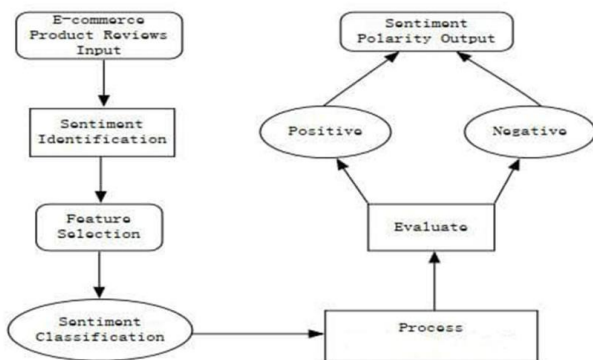 E-commerce
Product Reviews
Input
Sentiment
Identification
Feature
Selection
Sentiment
Classification
Process
Evaluate
Positive
Negative
Sentiment
Polarity Output